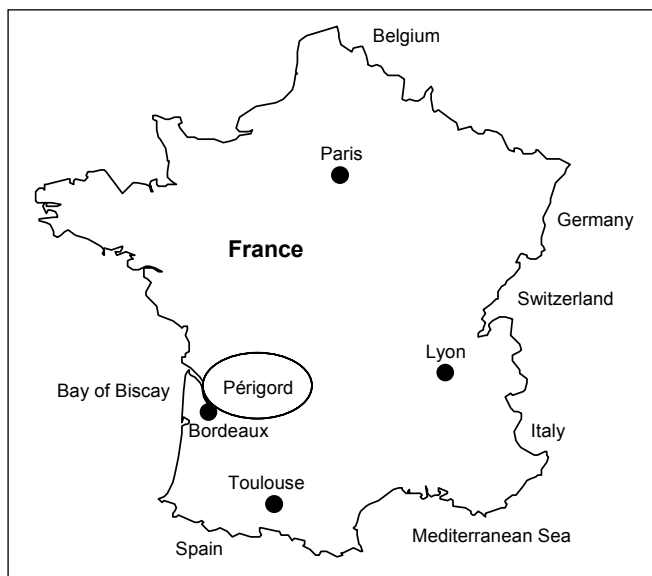 Belgium
Paris
Germany
France
Switzerland
Lyon
Bay of Biscay
Périgord
Bordeaux
Italy
Toulouse
Mediterranean Sea
Spain